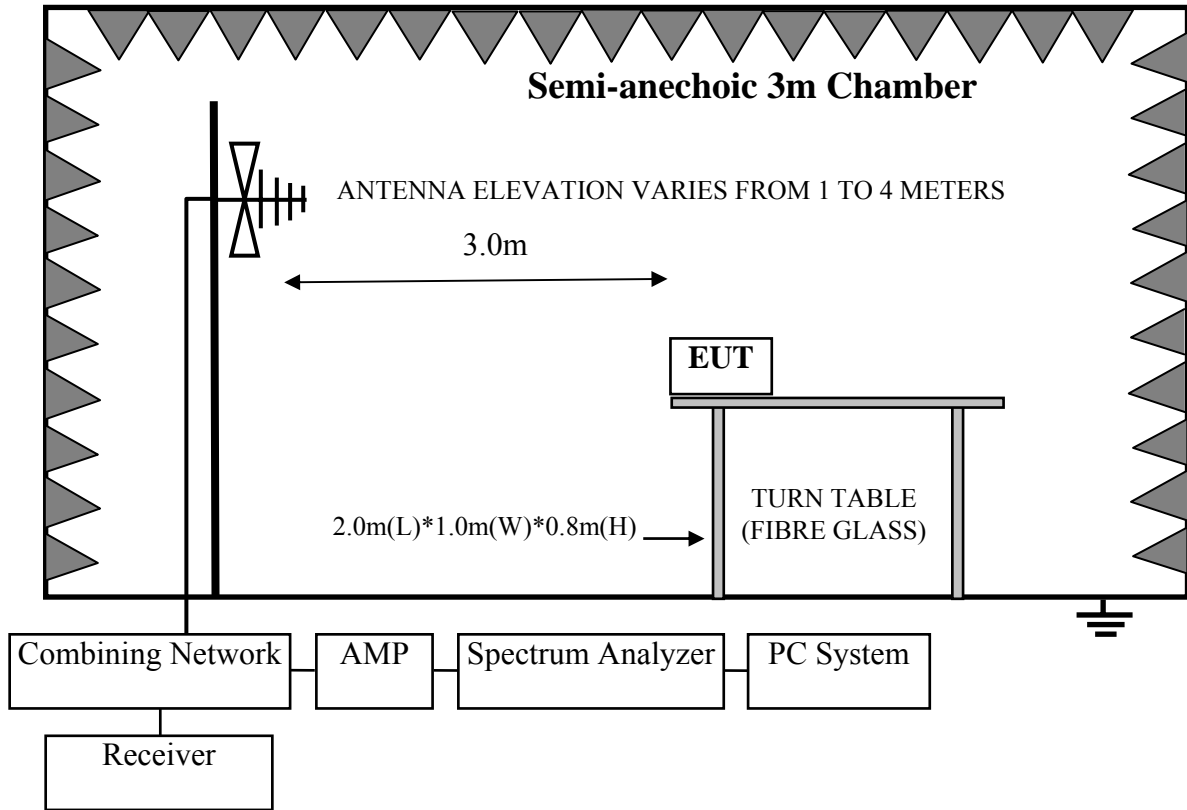 Semi-anechoic 3m Chamber
ANTENNA ELEVATION VARIES FROM 1 TO 4 METERS
3.0m
EUT
TURN TABLE
(FIBRE GLASS)
2.0m(L)*1.0m(W)*0.8m(H)
Combining Network
AMP
Spectrum Analyzer
PC System
Receiver